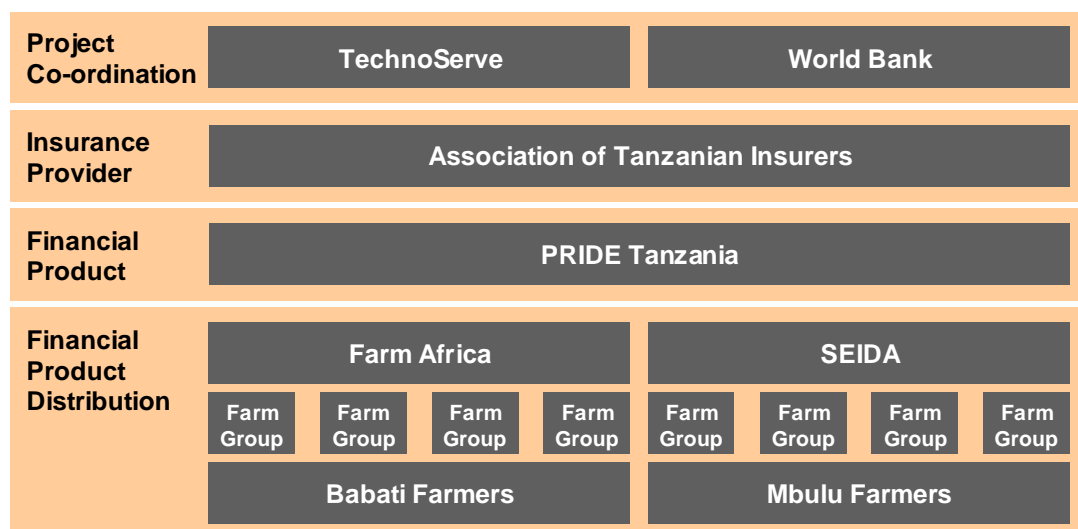 Project
Co-ordination
TechnoServe
World Bank
Insurance
Provider
Association of Tanzanian Insurers
Financial
Product
PRIDE Tanzania
Financial
Product
Distribution
Farm Africa
SEIDA
Farm
Group
Farm
Group
Farm
Group
Farm
Group
Farm
Group
Farm
Group
Farm
Group
Farm
Group
Babati Farmers
Mbulu Farmers